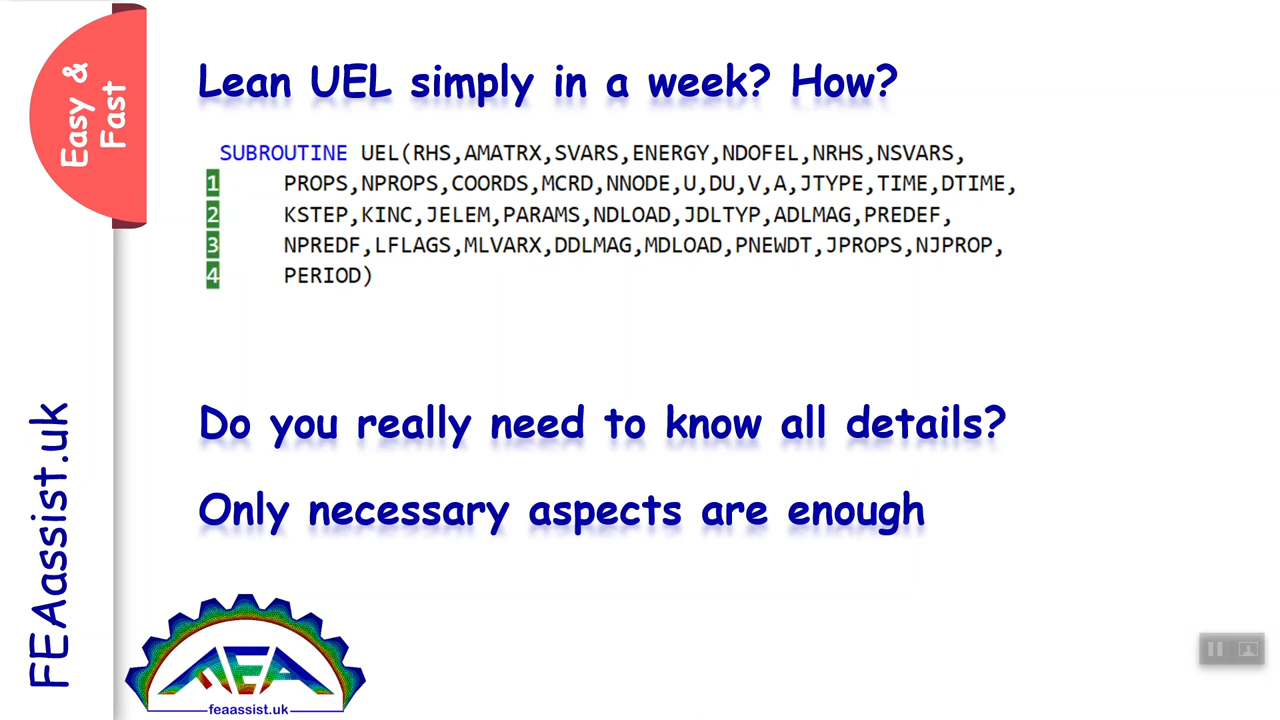 Easy &
Fast
Lean UEL simply in a week? How?
SUBROUTINE UEL(RHS,AMATRX,SVARS,ENERGY,NDOFEL,NRHS,NSVARS,
1 PROPS,NPROPS,COORDS,MCRD,NNODE,U,DU,V,A,JTYPE,TIME,DTIME,
2 KSTEP,KINC,JELEM,PARAMS,NDLOAD,JDLTYP,ADLMAG,PREDEF,
3 NPREDF,LFLAGS,MLVARX,DDLMAG,MDLOAD,PNEWDT,JPROPS,NJPROP,
4 PERIOD)
Do you really need to know all details?
Only necessary aspects are enough
FEAassist.uk
FEA
feaassist.uk